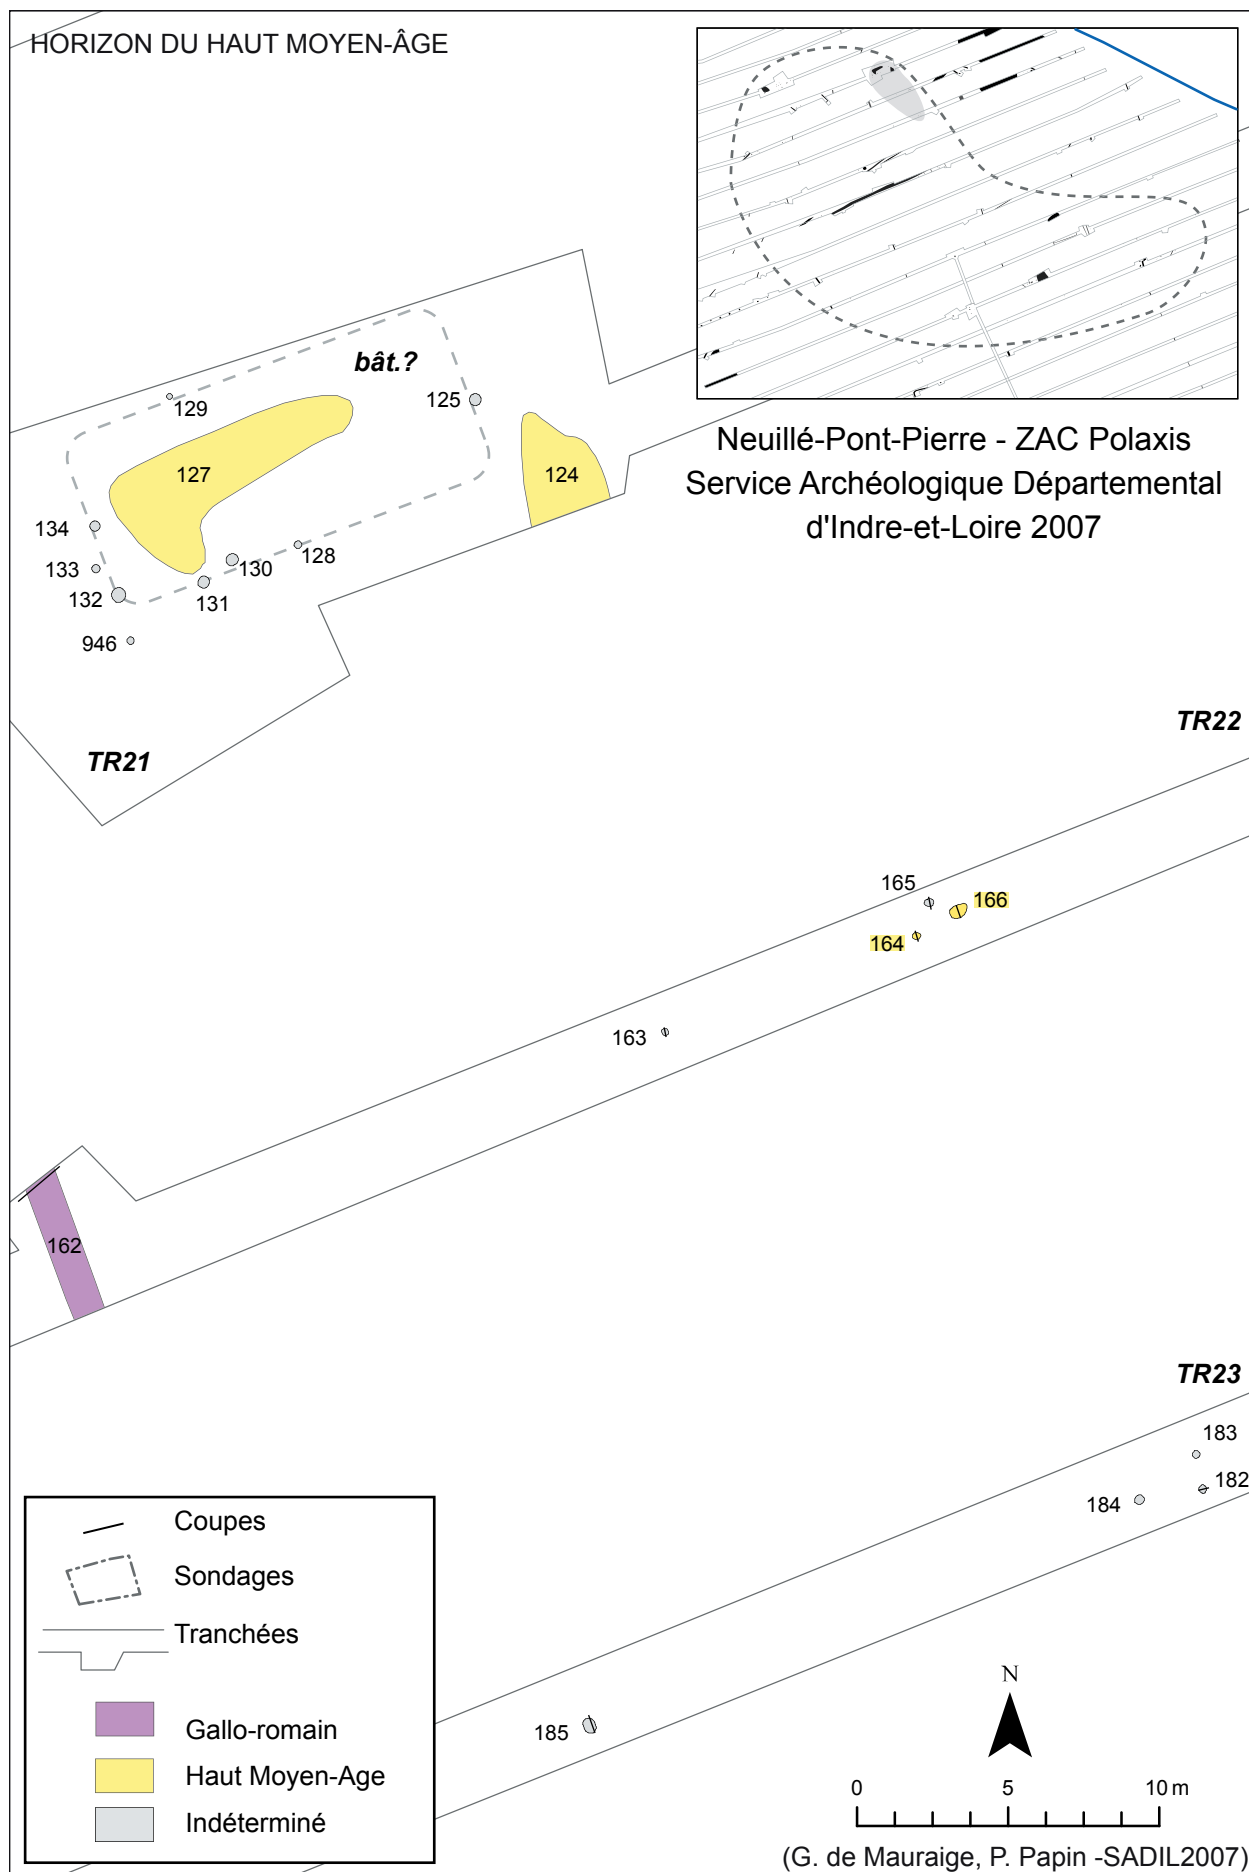 HORIZON DU HAUT MOYEN-ÂGE
Neuillé-Pont-Pierre - ZAC Polaxis
Service Archéologique Départemental
d'Indre-et-Loire 2007
bât.?
129
125
127
124
134
133
132
131
130
128
946
TR21
TR22
165
166
164
163
162
TR23
183
182
184
185
Coupes
Sondages
Tranchées
Gallo-romain
Haut Moyen-Age
Indéterminé
N
0 5 10 m
(G. de Mauraige, P. Papin -SADIL2007)